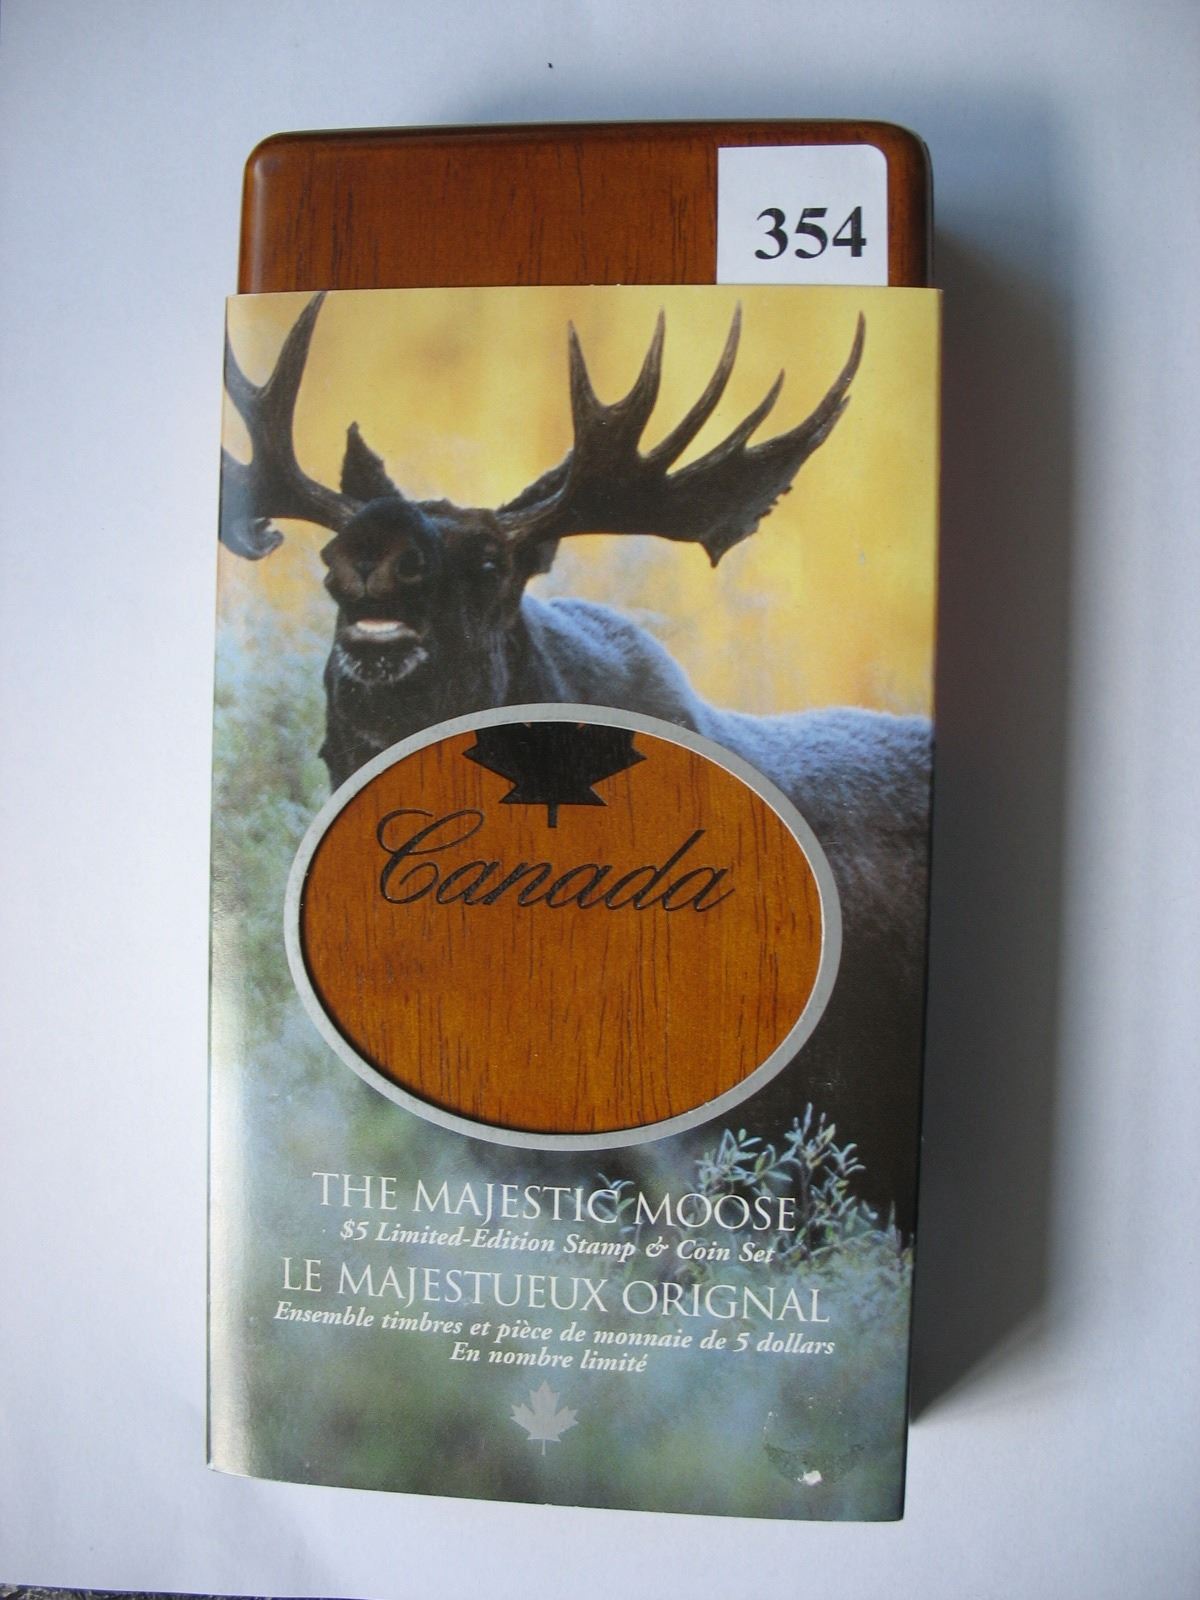 354
Canada
THE MAJESTIC MOOSE
$5 Limited-Edition Stamp & Coin Set
LE MAJESTUEUX ORIGNAL
Ensemble timbres et pièce de monnaie de 5 dollars
En nombre limité